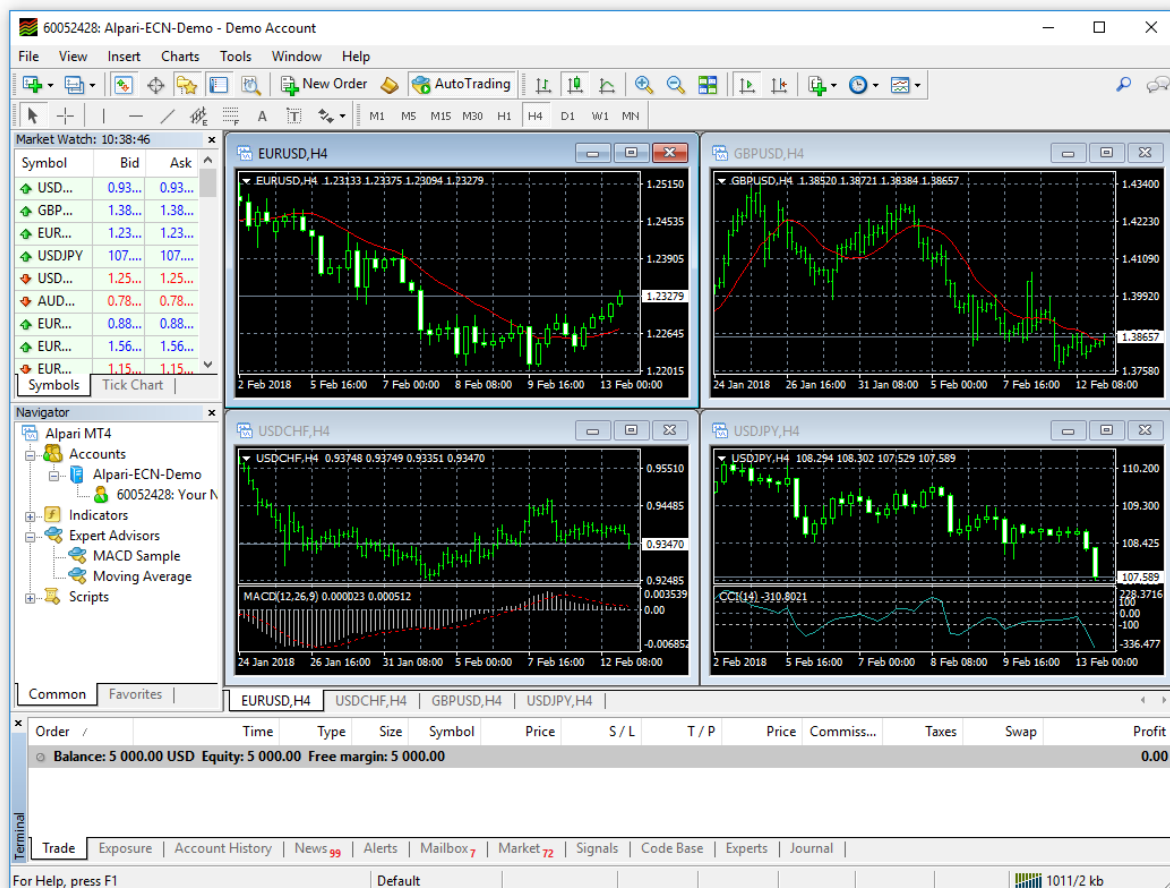 60052428: Alpari-ECN-Demo - Demo Account
File View Insert Charts Tools Window Help
New Order AutoTrading
A T M1 M5 M15 M30 H1 H4 D1 W1 MN
Market Watch: 10:38:46
Symbol Bid Ask
USD... 0.93... 0.93...
GBP... 1.38... 1.38...
EUR... 1.23... 1.23...
USDJPY 107.... 107....
USD... 1.25... 1.25...
AUD... 0.78... 0.78...
EUR... 0.88... 0.88...
EUR... 1.56... 1.56...
EUR... 1.15... 1.15...
Symbols Tick Chart
Navigator
Alpari MT4
Accounts
Alpari-ECN-Demo
60052428: Your N
Indicators
Expert Advisors
MACD Sample
Moving Average
Scripts
Common Favorites
EURUSD,H4
EURUSD,H4 1.23133 1.23375 1.23094 1.23279
1.25150
1.24535
1.23905
1.23279
1.22645
1.22015
2 Feb 2018 5 Feb 16:00 7 Feb 00:00 8 Feb 08:00 9 Feb 16:00 13 Feb 00:00
GBPUSD,H4
GBPUSD,H4 1.38520 1.38721 1.38384 1.38657
1.43400
1.42230
1.41090
1.39920
1.38657
1.37580
24 Jan 2018 26 Jan 16:00 31 Jan 08:00 5 Feb 00:00 7 Feb 16:00 12 Feb 08:00
USDCHF,H4
USDCHF,H4 0.93748 0.93749 0.93351 0.93470
0.95510
0.94485
0.93470
0.92485
MACD(12,26,9) 0.000023 0.000512
0.003539
0.00
-0.006852
24 Jan 2018 26 Jan 16:00 31 Jan 08:00 5 Feb 00:00 7 Feb 16:00 12 Feb 08:00
USDJPY,H4
USDJPY,H4 108.294 108.302 107.529 107.589
110.200
109.300
108.425
107.589
CCI(14) -310.8021
228.3716
100
0.00
-100
-336.477
2 Feb 2018 5 Feb 16:00 7 Feb 00:00 8 Feb 08:00 9 Feb 16:00 13 Feb 00:00
EURUSD,H4 USDCHF,H4 GBPUSD,H4 USDJPY,H4
Order / Time Type Size Symbol Price S / L T / P Price Commiss... Taxes Swap Profit
Balance: 5 000.00 USD Equity: 5 000.00 Free margin: 5 000.00 0.00
Terminal
Trade Exposure Account History News 99 Alerts Mailbox 7 Market 72 Signals Code Base Experts Journal
For Help, press F1 Default 1011/2 kb